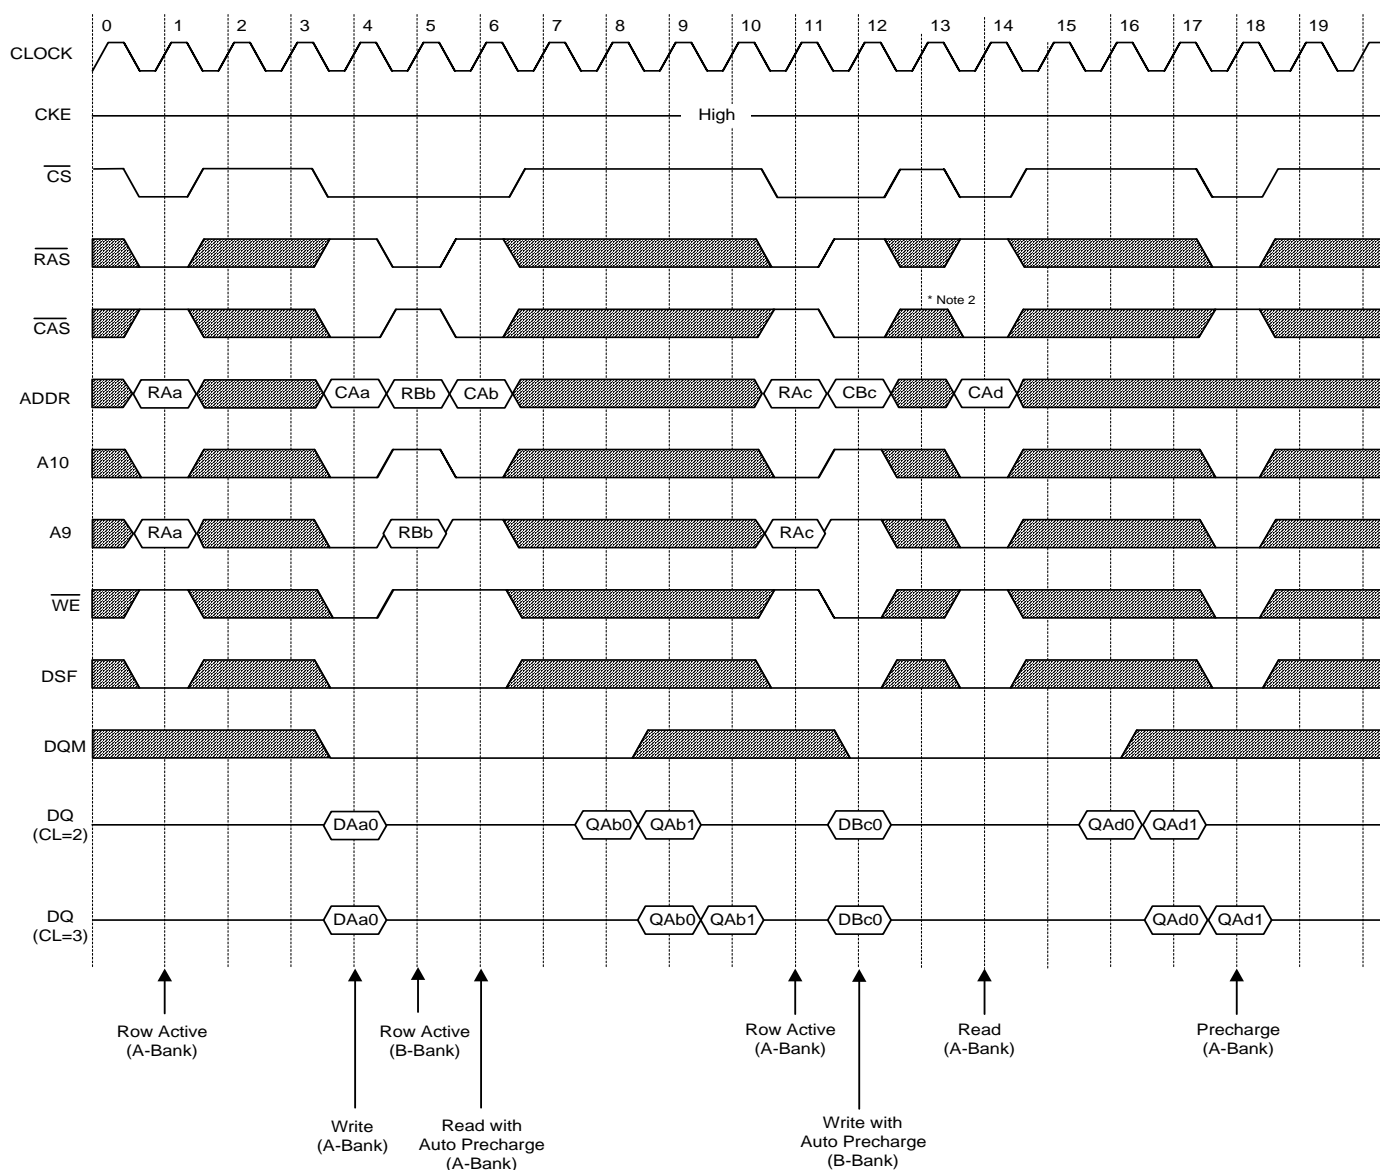 0 1 2 3 4 5 6 7 8 9 10 11 12 13 14 15 16 17 18 19
CLOCK
CKE High
CS
RAS
* Note 2
CAS
ADDR RAa CAa RBb CAb RAc CBc CAd
A10
A9 RAa RBb RAc
WE
DSF
DQM
DQ
(CL=2) DAa0 QAb0 QAb1 DBc0 QAd0 QAd1
DQ
(CL=3) DAa0 QAb0 QAb1 DBc0 QAd0 QAd1
Row Active
(A-Bank)
Row Active
(B-Bank)
Row Active
(A-Bank)
Read
(A-Bank)
Precharge
(A-Bank)
Write
(A-Bank)
Read with
Auto Precharge
(A-Bank)
Write with
Auto Precharge
(B-Bank)